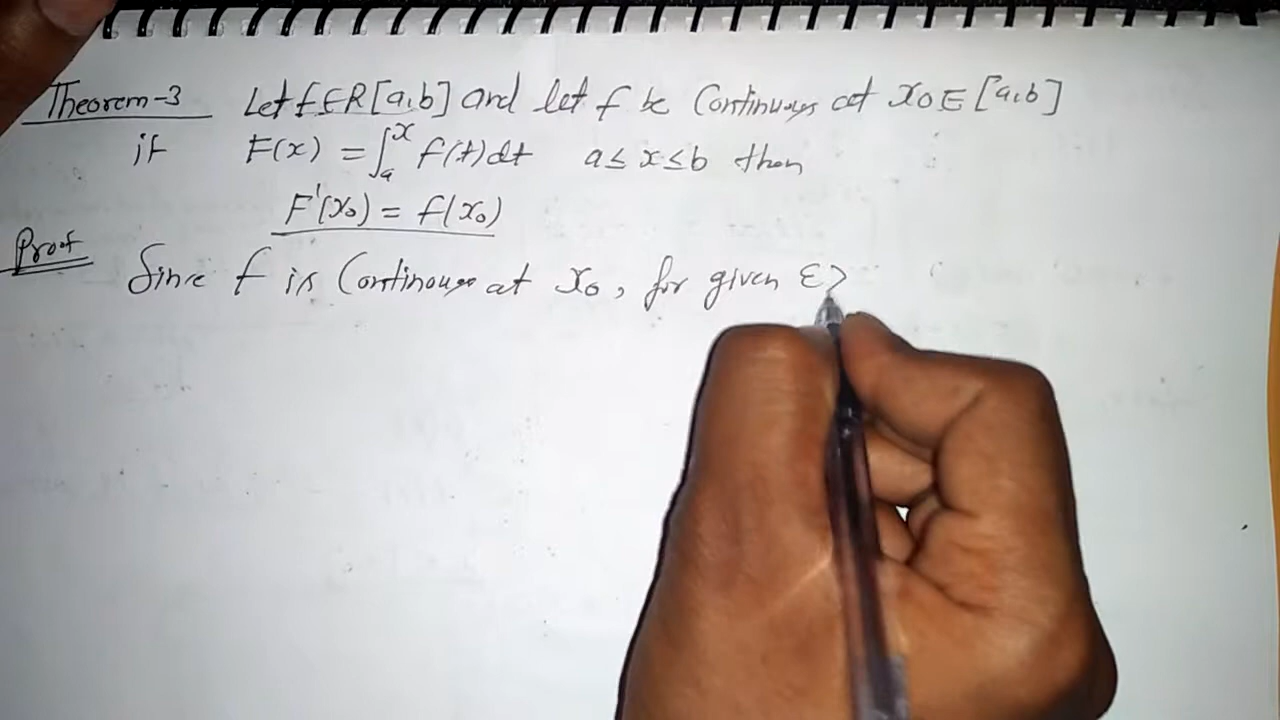 Theorem-3 Let f∈R[a,b] and let f be Continuous at x₀∈[a,b]
if F(x) = ∫ₐˣ f(t)dt a≤x≤b then
F'(x₀) = f(x₀)
Proof Since f is Continous at x₀, for given ε>